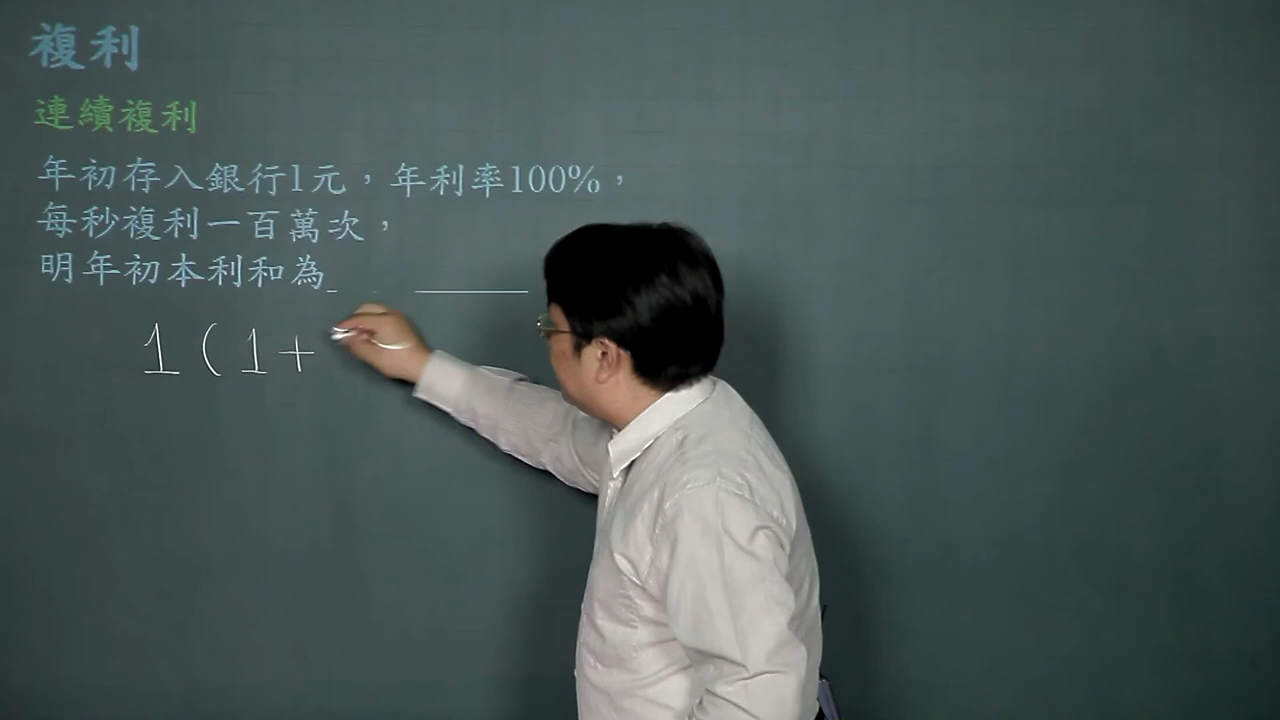 複利
連續複利
年初存入銀行1元，年利率100%，
每秒複利一百萬次，
明年初本利和為
1(1+